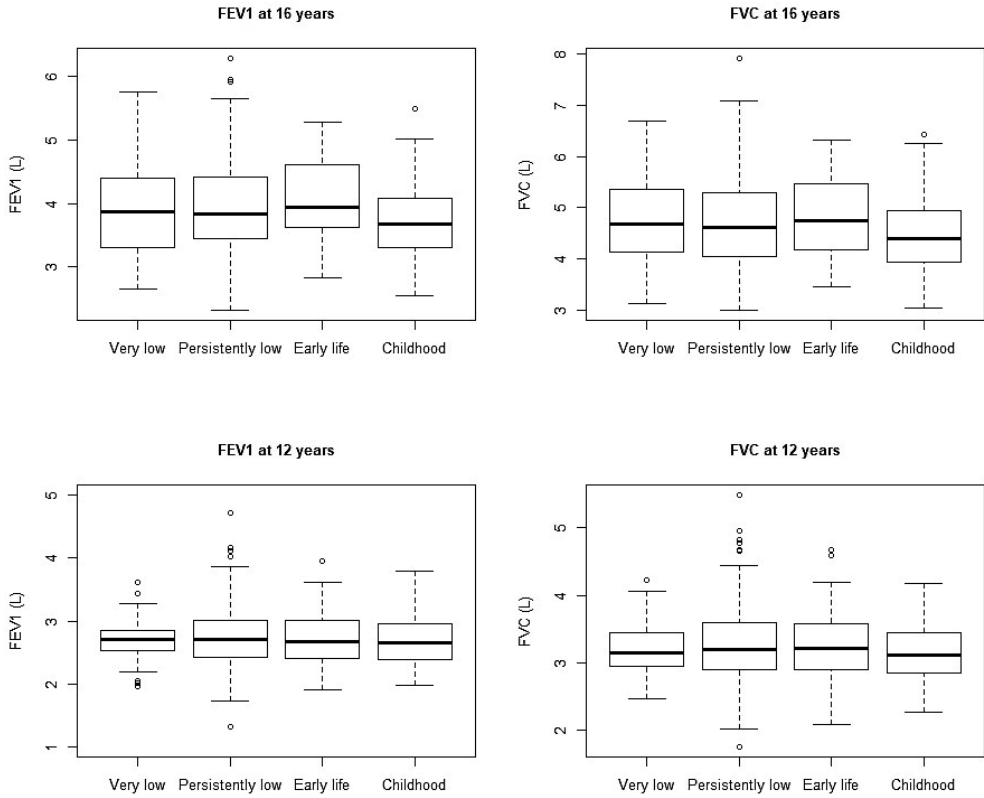 FEV1 at 16 years
FEV1 (L)
6
5
4
3
Very low Persistently low Early life Childhood
FVC at 16 years
FVC (L)
8
7
6
5
4
3
Very low Persistently low Early life Childhood
FEV1 at 12 years
FEV1 (L)
5
4
3
2
1
Very low Persistently low Early life Childhood
FVC at 12 years
FVC (L)
5
4
3
2
Very low Persistently low Early life Childhood